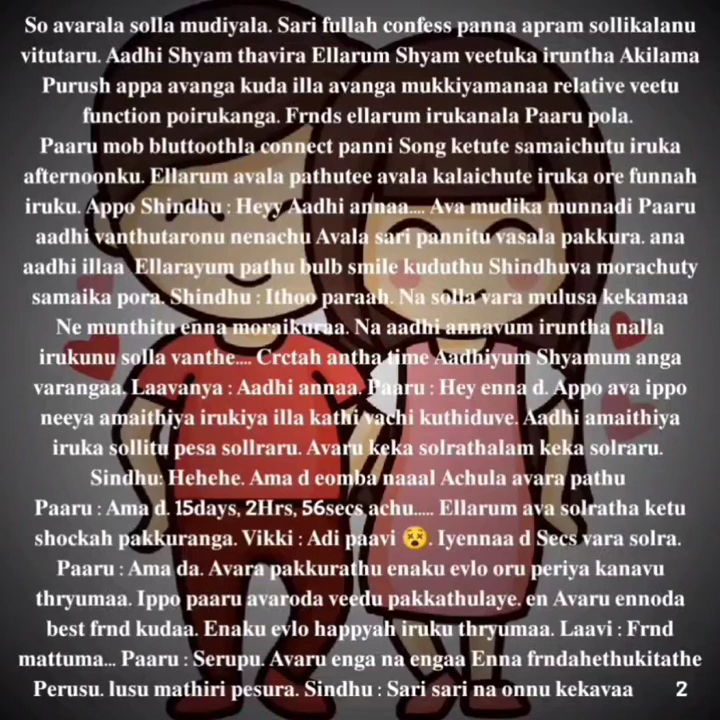 So avarala solla mudiyala. Sari fullah confess panna apram sollikalanu
vitutaru. Aadhi Shyam thavira Ellarum Shyam veetuka iruntha Akilama
Purush appa avanga kuda illa avanga mukkiyamanaa relative veetu
function poirukanga. Frnds ellarum irukanala Paaru pola.
Paaru mob bluttoothla connect panni Song ketute samaichutu iruka
afternoonku. Ellarum avala pathutee avala kalaichute iruka ore funnah
iruku. Appo Shindhu : Heyy Aadhi annaa.... Ava mudika munnadi Paaru
aadhi vanthutaronu nenachu Avala sari pannitu vasala pakkura. ana
aadhi illaa Ellarayum pathu bulb smile kuduthu Shindhuva morachuty
samaika pora. Shindhu : Ithoo paraah. Na solla vara mulusa kekamaa
Ne munthitu enna moraikuraa. Na aadhi annavum iruntha nalla
irukunu solla vanthe.... Crctah antha time Aadhiyum Shyamum anga
varangaa. Laavanya : Aadhi annaa. Paaru : Hey enna d. Appo ava ippo
neeya amaithiya irukiya illa kathi vachi kuthiduve. Aadhi amaithiya
iruka sollitu pesa sollraru. Avaru keka solrathalam keka solraru.
Sindhu: Hehehe. Ama d eomba naaal Achula avara pathu
Paaru : Ama d. 15days, 2Hrs, 56secs achu..... Ellarum ava solratha ketu
shockah pakkuranga. Vikki : Adi paavi 😵. Iyennaa d Secs vara solra.
Paaru : Ama da. Avara pakkurathu enaku evlo oru periya kanavu
thryumaa. Ippo paaru avaroda veedu pakkathulaye. en Avaru ennoda
best frnd kudaa. Enaku evlo happyah iruku thryumaa. Laavi : Frnd
mattuma... Paaru : Serupu. Avaru enga na engaa Enna frndahethukitathe
Perusu. lusu mathiri pesura. Sindhu : Sari sari na onnu kekavaa 2